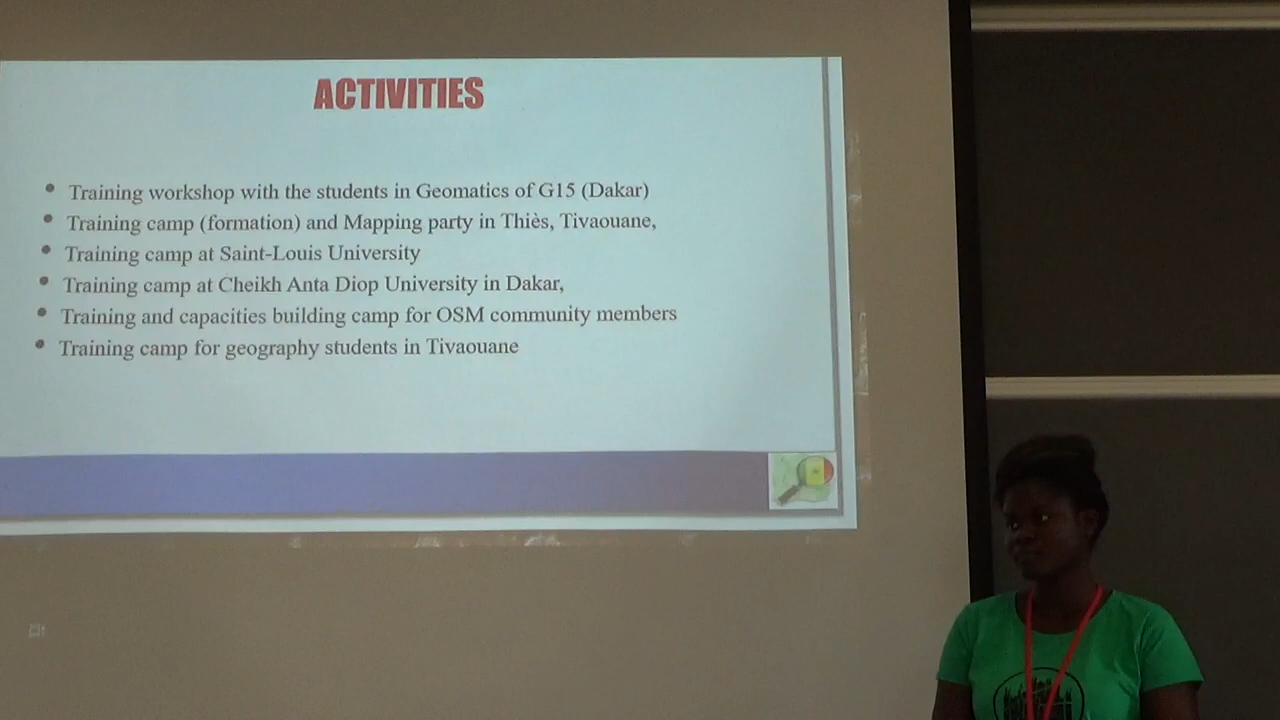 ACTIVITIES
• Training workshop with the students in Geomatics of G15 (Dakar)
• Training camp (formation) and Mapping party in Thiès, Tivaouane,
• Training camp at Saint-Louis University
• Training camp at Cheikh Anta Diop University in Dakar,
• Training and capacities building camp for OSM community members
• Training camp for geography students in Tivaouane